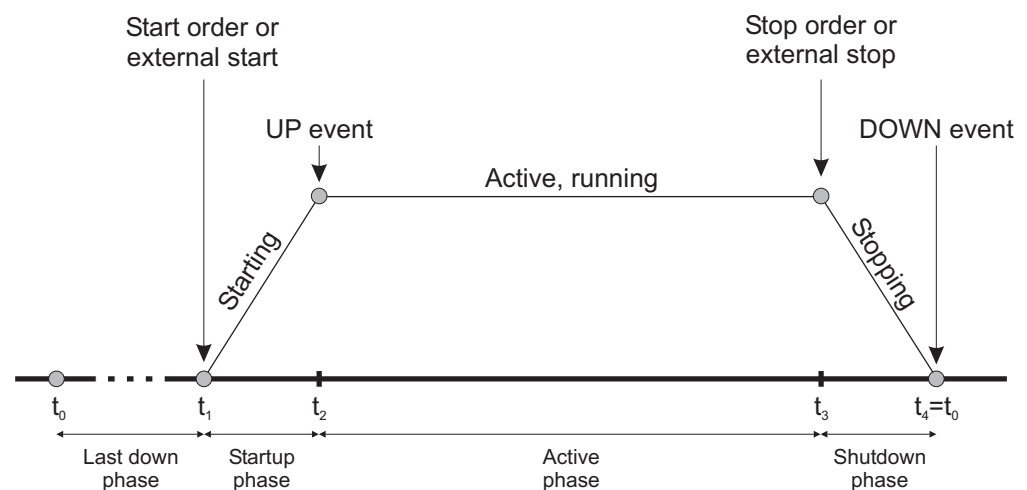 Start order or
external start
Stop order or
external stop
UP event
DOWN event
Active, running
Starting
Stopping
t₀
t₁
t₂
t₃
t₄=t₀
Last down
phase
Startup
phase
Active
phase
Shutdown
phase